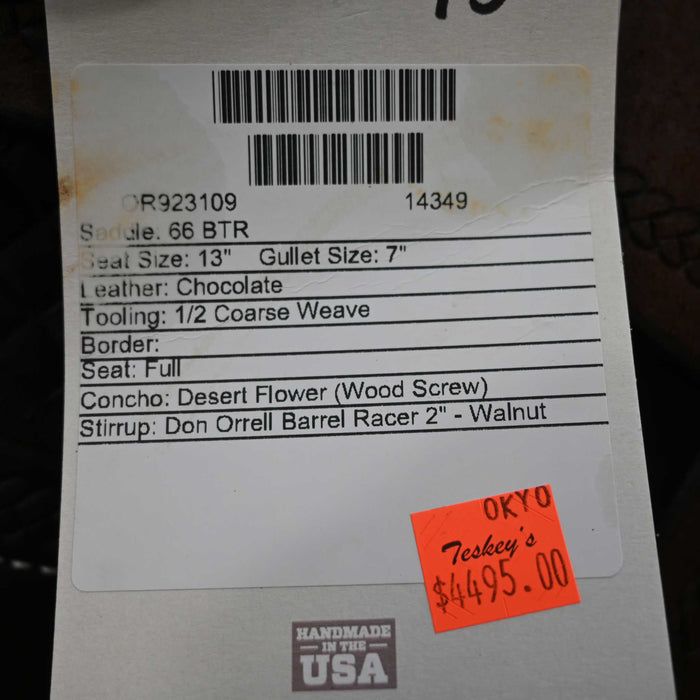 OR923109 14349
Saddle: 66 BTR
Seat Size: 13" Gullet Size: 7"
Leather: Chocolate
Tooling: 1/2 Coarse Weave
Border:
Seat: Full
Concho: Desert Flower (Wood Screw)
Stirrup: Don Orrell Barrel Racer 2" - Walnut
OKYO
Teskey's
$4495.00
HANDMADE
IN THE
USA